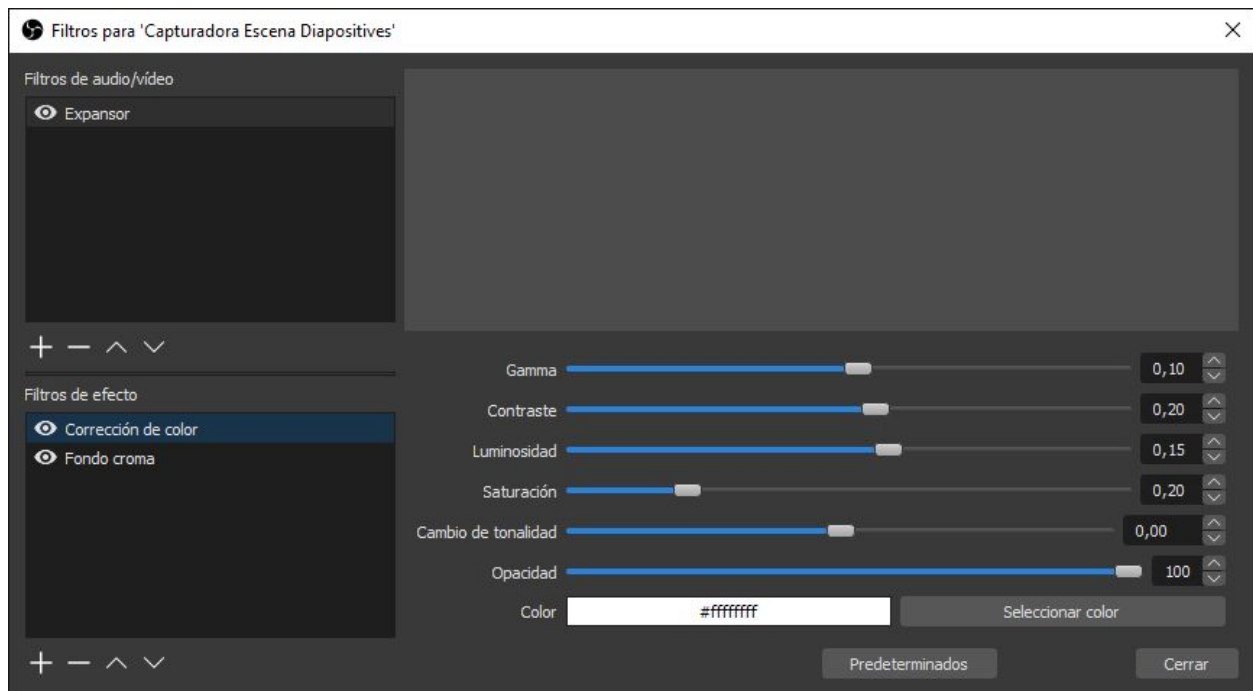 Filtros para 'Capturadora Escena Diapositives'
Filtros de audio/vídeo
Expansor
Filtros de efecto
Corrección de color
Fondo croma
Gamma 0,10
Contraste 0,20
Luminosidad 0,15
Saturación 0,20
Cambio de tonalidad 0,00
Opacidad 100
Color #ffffffff Seleccionar color
Predeterminados Cerrar